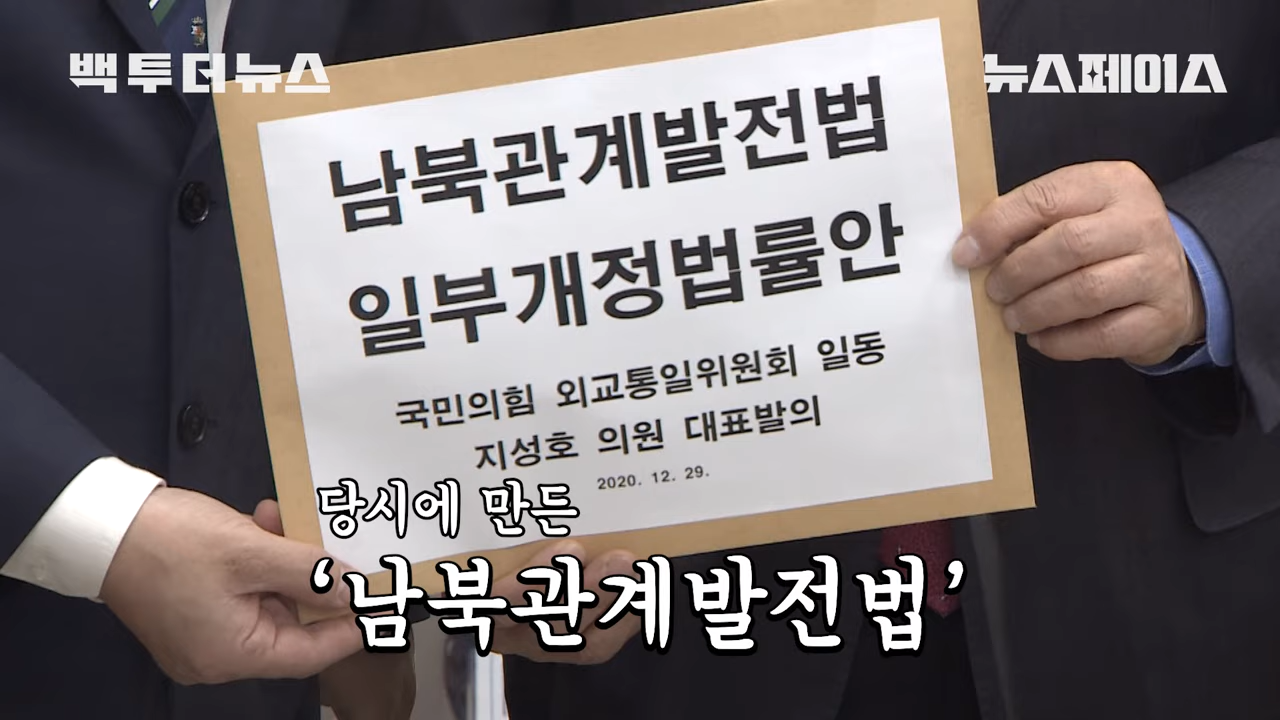 백투더뉴스
뉴스페이스
남북관계발전법
일부개정법률안
국민의힘 외교통일위원회 일동
지성호 의원 대표발의
2020. 12. 29.
당시에 만든
‘남북관계발전법’